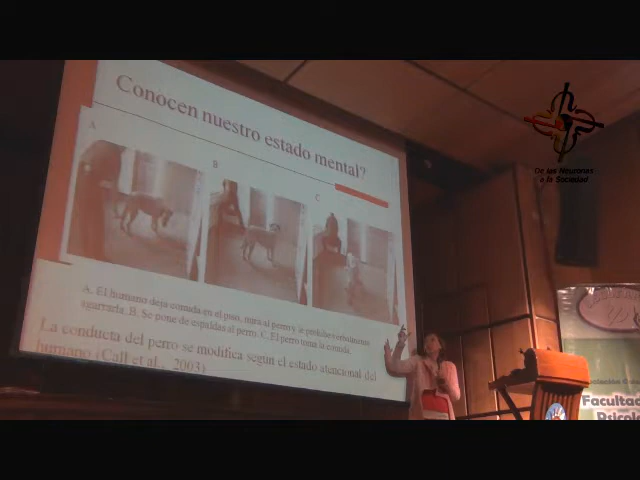 Conocen nuestro estado mental?
A
B
C
A. El humano deja comida en el piso, mira al perro y le prohíbe verbalmente
agarrarla. B. Se pone de espaldas al perro. C. El perro toma la comida.
La conducta del perro se modifica según el estado atencional del
humano (Call et al., 2003)
De las Neuronas
a la Sociedad
Facultad
Psicolo